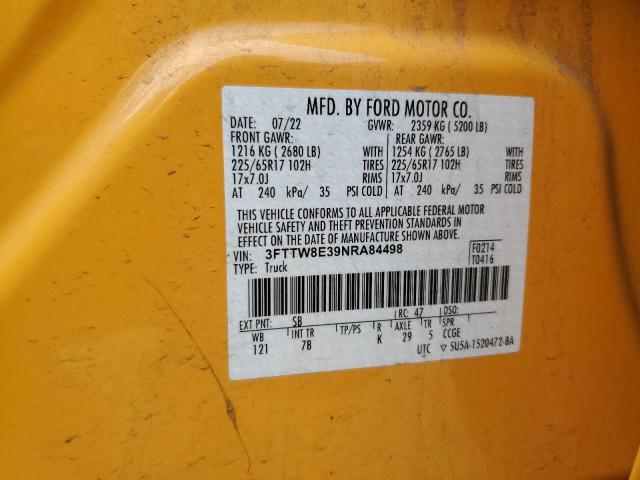 MFD. BY FORD MOTOR CO.
DATE: 07/22 GVWR: 2359 KG ( 5200 LB)
FRONT GAWR: REAR GAWR:
1216 KG ( 2680 LB) WITH 1254 KG ( 2765 LB) WITH
225/65R17 102H TIRES 225/65R17 102H TIRES
17x7.0J RIMS 17x7.0J RIMS
AT 240 kPa/ 35 PSI COLD AT 240 kPa/ 35 PSI COLD
THIS VEHICLE CONFORMS TO ALL APPLICABLE FEDERAL MOTOR
VEHICLE SAFETY AND THEFT PREVENTION STANDARDS IN
EFFECT ON THE DATE OF MANUFACTURE SHOWN ABOVE.
VIN: 3FTTW8E39NRA84498 F0214
TYPE: Truck T0416
EXT PNT: SB RC: 47 DSO:
WB INT TR TP/PS R AXLE TR SPR
121 7B K 29 5 CCGE
UTC ▽ 5U5A-1520472-BA